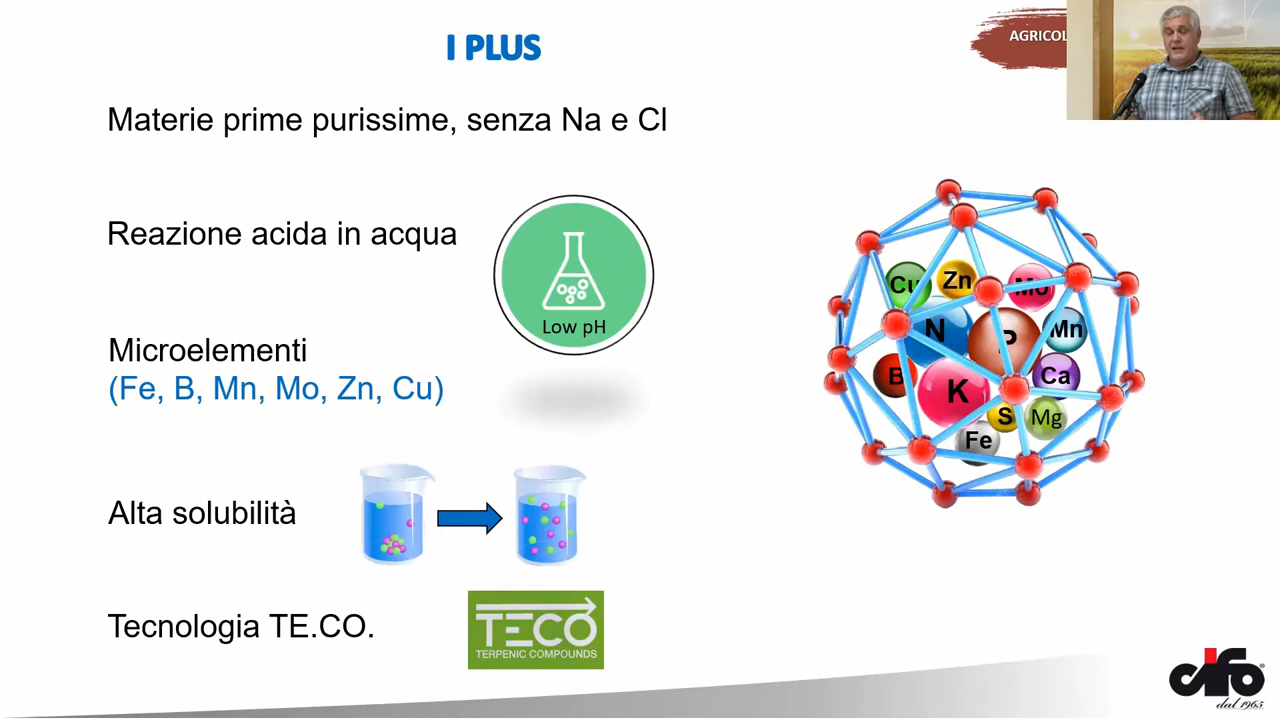 I PLUS
AGRICOL
Materie prime purissime, senza Na e Cl
Reazione acida in acqua
Low pH
Microelementi
(Fe, B, Mn, Mo, Zn, Cu)
Cu Zn Mo
N P Mn
B K Ca
S Mg
Fe
Alta solubilità
Tecnologia TE.CO.
TECO
TERPENIC COMPOUNDS
cifo®
dal 1965